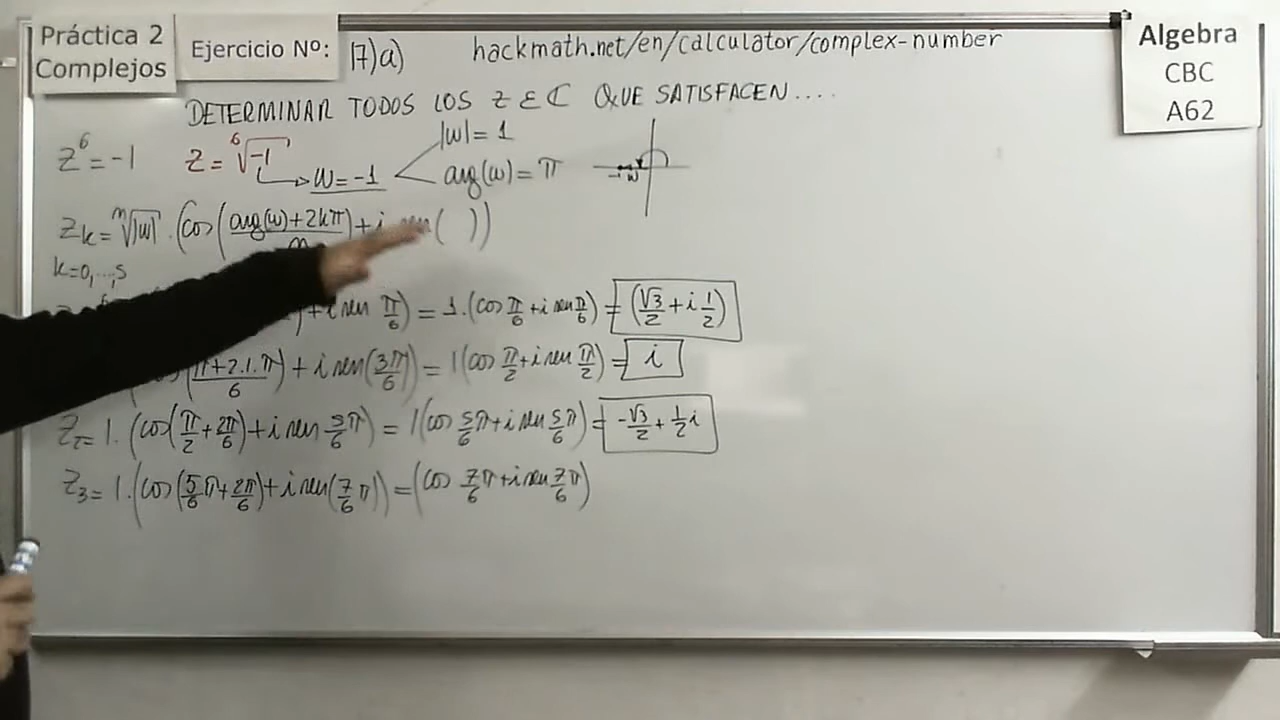 Práctica 2
Complejos
Ejercicio Nº:
17)a)
hackmath.net/en/calculator/complex-number
Algebra
CBC
A62
DETERMINAR TODOS LOS Z ∈ ℂ QUE SATISFACEN....
z⁶ = -1 z = ⁶√-1 → w = -1 |w| = 1
arg(w) = π
-1 w
Zk = ⁿ√|w| . (cos(arg(w)+2kπ/n) + i sen( ))
k=0,...,5
+ i sen π/6) = 1.(cos π/6 + i sen π/6) = (√3/2 + i 1/2)
(π+2.1.π/6) + i sen(3π/6) = 1(cos π/2 + i sen π/2) = i
Z2 = 1.(cos(π/2 + 2π/6) + i sen 5/6 π) = 1(cos 5/6 π + i sen 5/6 π) = -√3/2 + 1/2 i
Z3 = 1.(cos(5/6 π + 2π/6) + i sen(7/6 π)) = (cos 7/6 π + i sen 7/6 π)